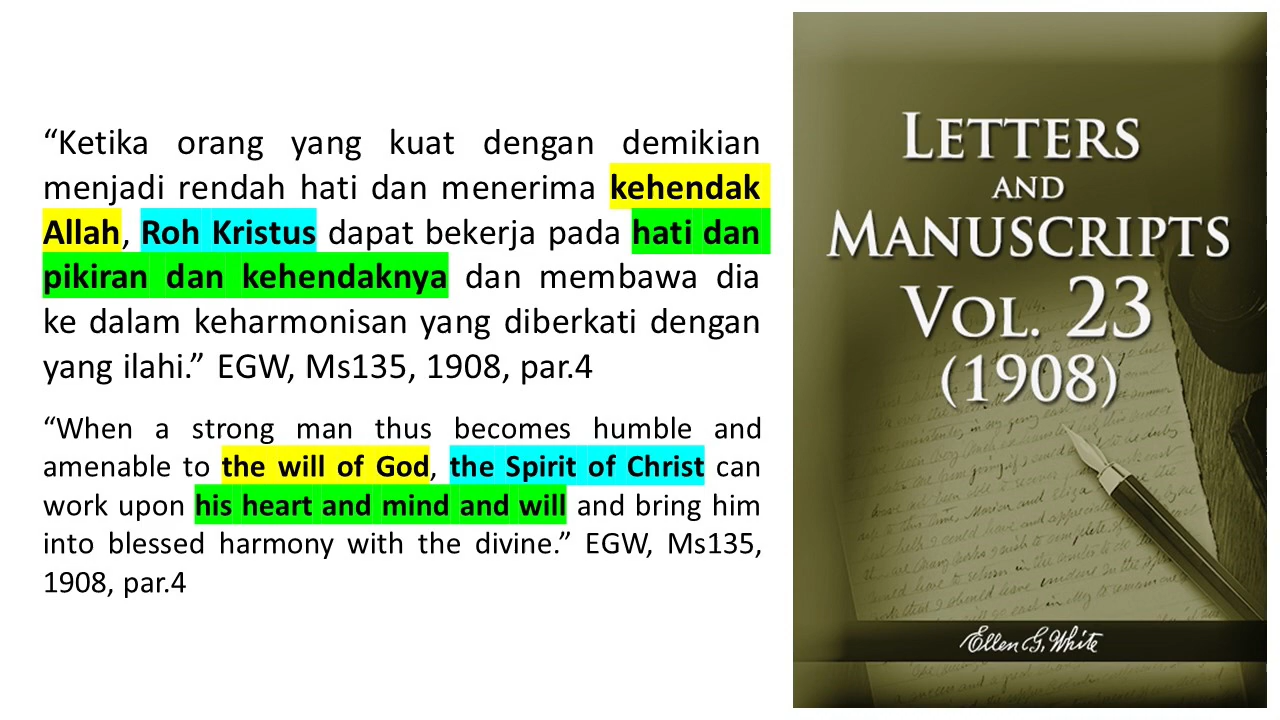 “Ketika orang yang kuat dengan demikian
menjadi rendah hati dan menerima kehendak
Allah, Roh Kristus dapat bekerja pada hati dan
pikiran dan kehendaknya dan membawa dia
ke dalam keharmonisan yang diberkati dengan
yang ilahi.” EGW, Ms135, 1908, par.4
“When a strong man thus becomes humble and
amenable to the will of God, the Spirit of Christ can
work upon his heart and mind and will and bring him
into blessed harmony with the divine.” EGW, Ms135,
1908, par.4
LETTERS
AND
MANUSCRIPTS
VOL. 23
(1908)
Ellen G. White